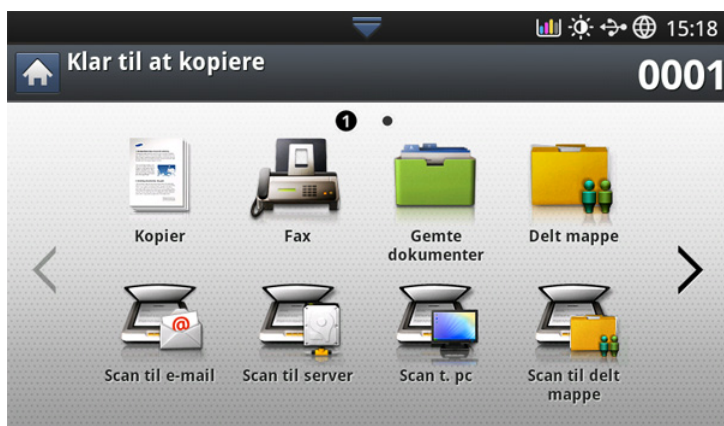 15:18
Klar til at kopiere
0001
1
Kopier
Fax
Gemte
dokumenter
Delt mappe
Scan til e-mail
Scan til server
Scan t. pc
Scan til delt
mappe